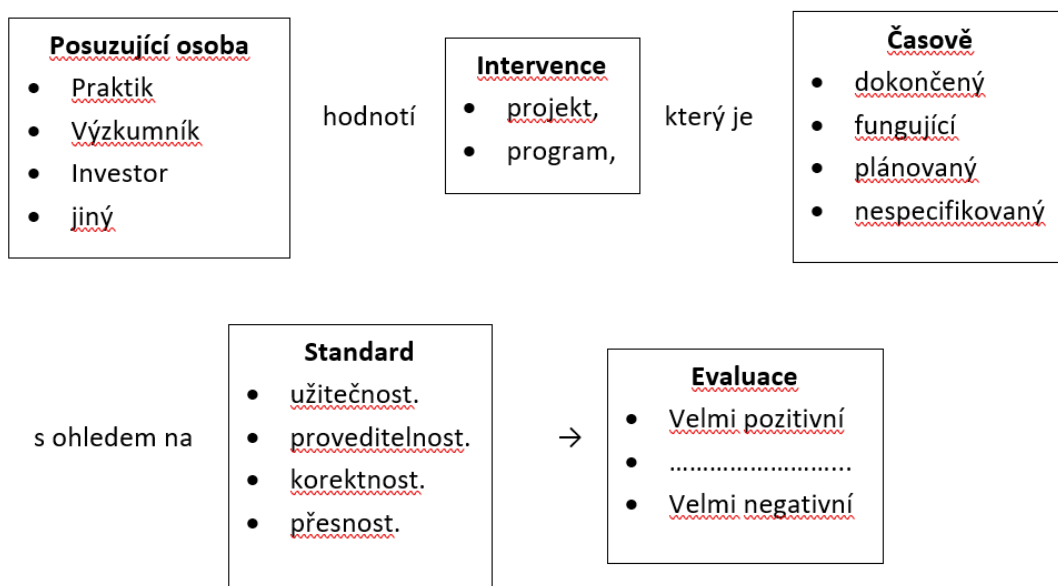 Posuzující osoba
• Praktik
• Výzkumník
• Investor
• jiný
hodnotí
Intervence
• projekt,
• program,
který je
Časově
• dokončený
• fungující
• plánovaný
• nespecifikovaný
s ohledem na
Standard
• užitečnost.
• proveditelnost.
• korektnost.
• přesnost.
→
Evaluace
• Velmi pozitivní
• ……………………...
• Velmi negativní